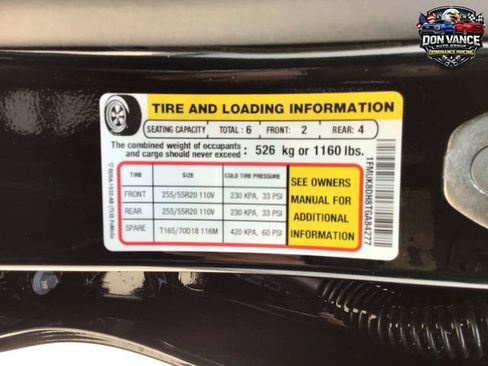 DON VANCE
AUTO GROUP
DOMINANCE PRICING
TIRE AND LOADING INFORMATION
SEATING CAPACITY TOTAL : 6 FRONT: 2 REAR: 4
The combined weight of occupants
and cargo should never exceed : 526 kg or 1160 lbs.
TIRE SIZE COLD TIRE PRESSURE
FRONT 255/55R20 110V 230 KPA, 33 PSI
REAR 255/55R20 110V 230 KPA, 33 PSI
SPARE T165/70D18 116M 420 KPA, 60 PSI
SEE OWNERS
MANUAL FOR
ADDITIONAL
INFORMATION
1FMUK8DH8TGA84277